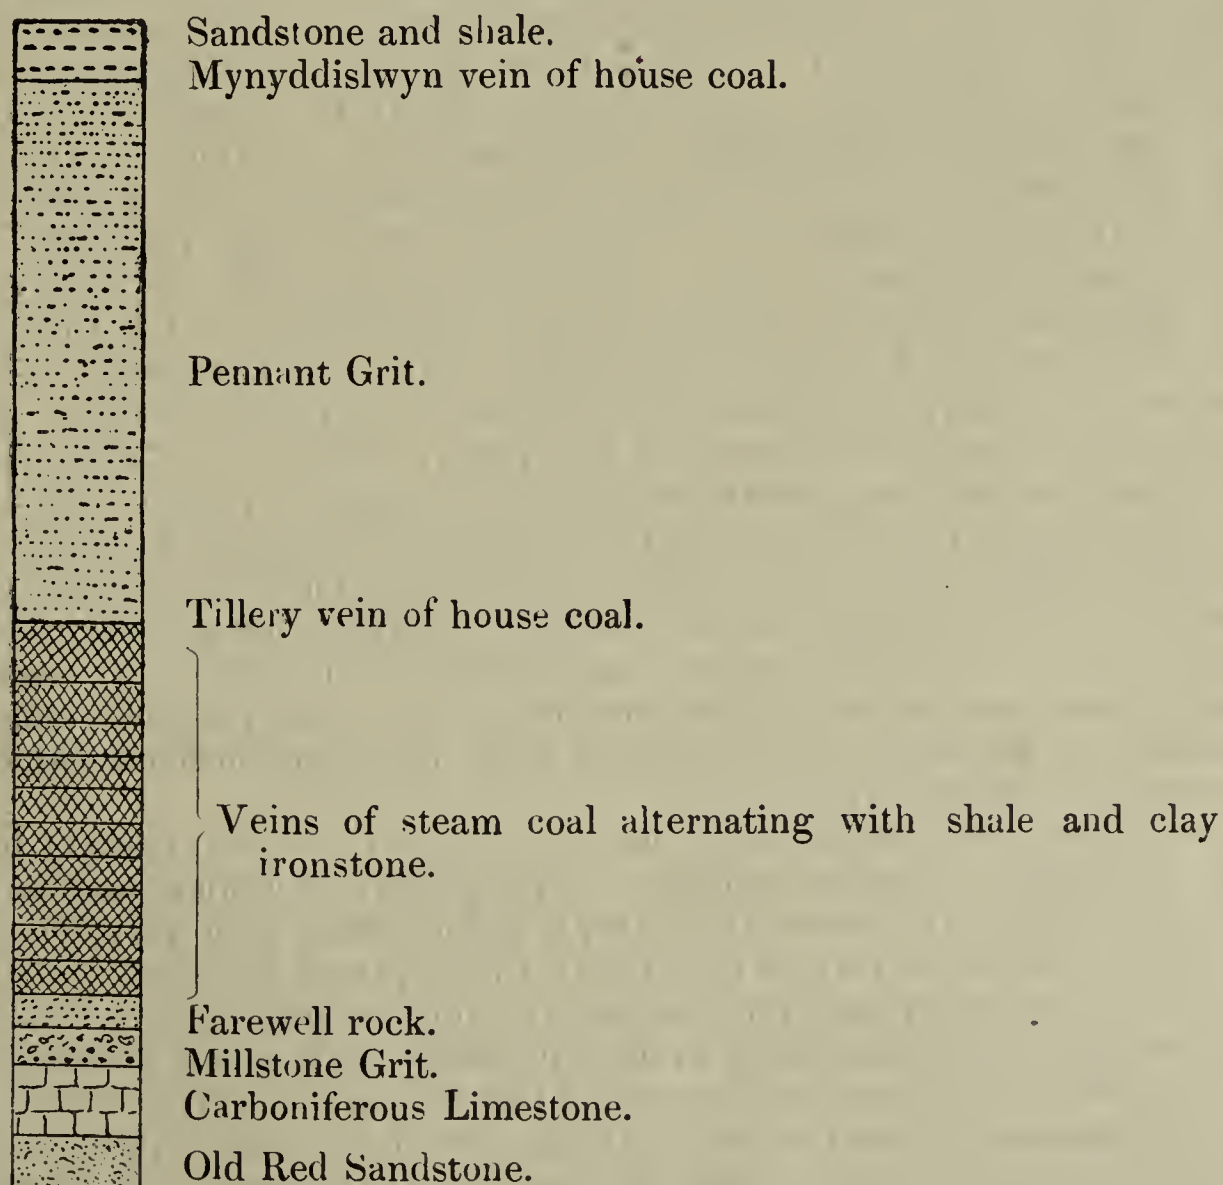 Sandstone and shale.
Mynyddislwyn vein of house coal.
Pennant Grit.
Tillery vein of house coal.
Veins of steam coal alternating with shale and clay
ironstone.
Farewell rock.
Millstone Grit.
Carboniferous Limestone.
Old Red Sandstone.